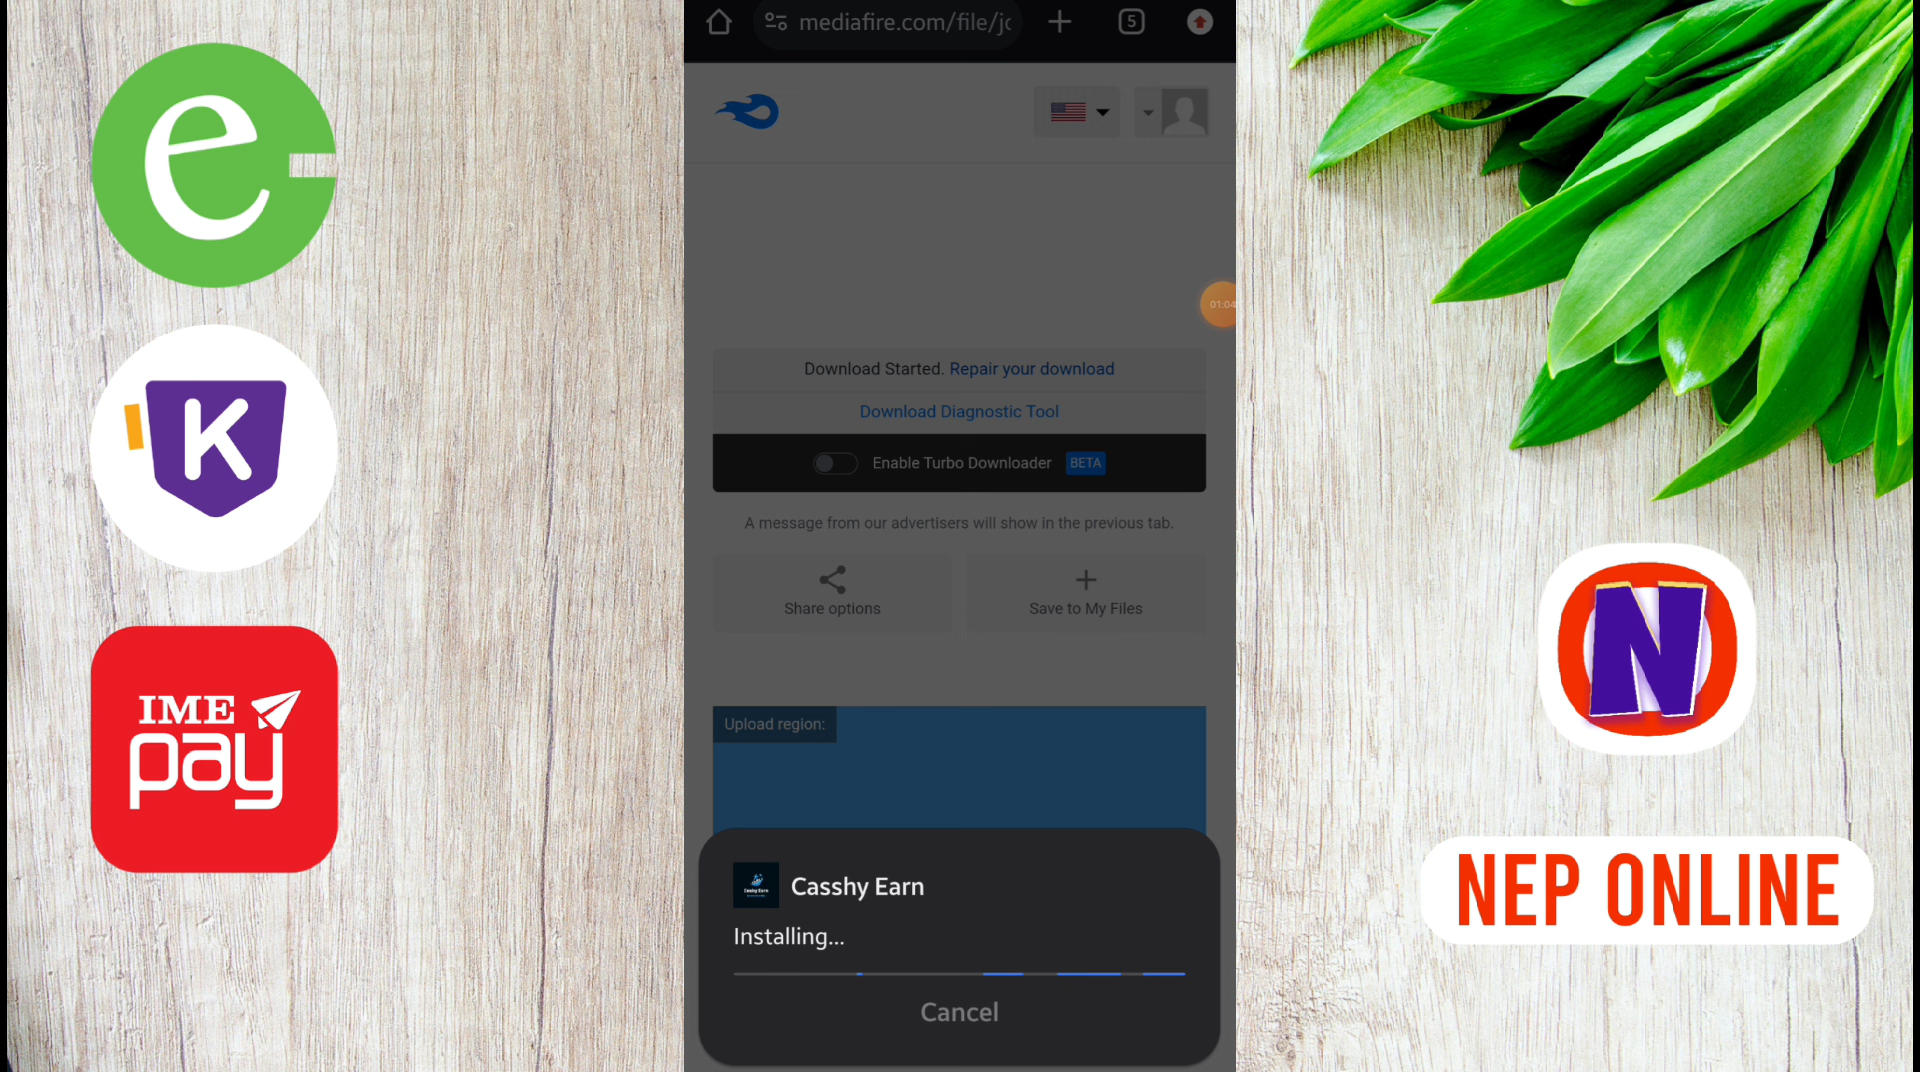 e
K
IME
pay
mediafire.com/file/jc
5
01:04
Download Started. Repair your download
Download Diagnostic Tool
Enable Turbo Downloader BETA
A message from our advertisers will show in the previous tab.
Share options
Save to My Files
Upload region:
Casshy Earn
Installing...
Cancel
N
NEP ONLINE